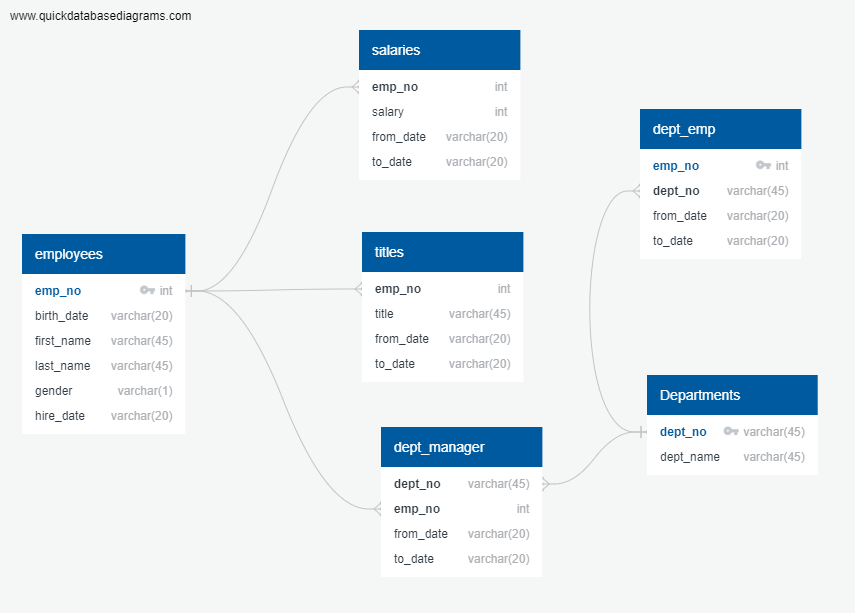 www.quickdatabasediagrams.com
salaries
emp_no int
salary int
from_date varchar(20)
to_date varchar(20)
dept_emp
emp_no int
dept_no varchar(45)
from_date varchar(20)
to_date varchar(20)
employees
emp_no int
birth_date varchar(20)
first_name varchar(45)
last_name varchar(45)
gender varchar(1)
hire_date varchar(20)
titles
emp_no int
title varchar(45)
from_date varchar(20)
to_date varchar(20)
Departments
dept_no varchar(45)
dept_name varchar(45)
dept_manager
dept_no varchar(45)
emp_no int
from_date varchar(20)
to_date varchar(20)